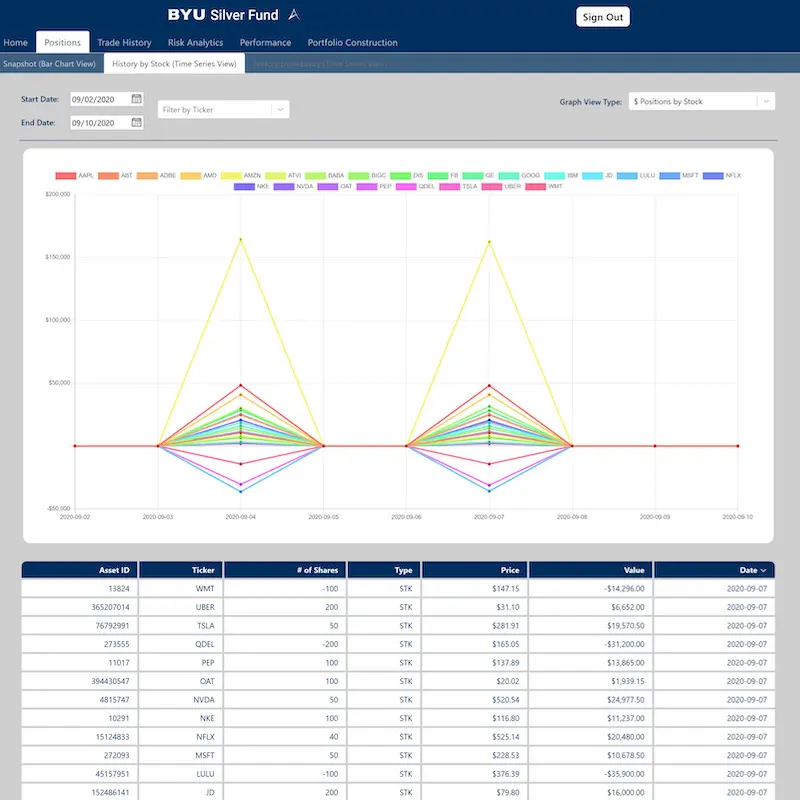 BYU Silver Fund
Sign Out
Home Positions Trade History Risk Analytics Performance Portfolio Construction
Snapshot (Bar Chart View) History by Stock (Time Series View)
Start Date: 09/02/2020
Filter by Ticker
Graph View Type: $ Positions by Stock
End Date: 09/10/2020
AAPL ABT ADBE AMD AMZN ATVI BABA BIGC DIS FB GE GOOG IBM JD LULU MSFT NFLX
NKE NVDA OAT PEP QDEL TSLA UBER WMT
$200,000
$150,000
$100,000
$50,000
-$50,000
2020-09-02 2020-09-03 2020-09-04 2020-09-05 2020-09-06 2020-09-07 2020-09-08 2020-09-09 2020-09-10
Asset ID Ticker # of Shares Type Price Value Date
13824 WMT -100 STK $147.15 -$14,296.00 2020-09-07
365207014 UBER 200 STK $31.10 $6,652.00 2020-09-07
76792991 TSLA 50 STK $281.91 $19,570.50 2020-09-07
273555 QDEL -200 STK $165.05 -$31,200.00 2020-09-07
11017 PEP 100 STK $137.89 $13,865.00 2020-09-07
394430547 OAT 100 STK $20.02 $1,939.15 2020-09-07
4815747 NVDA 50 STK $520.54 $24,977.50 2020-09-07
10291 NKE 100 STK $116.80 $11,237.00 2020-09-07
15124833 NFLX 40 STK $525.14 $20,480.00 2020-09-07
272093 MSFT 50 STK $228.53 $10,678.50 2020-09-07
45157951 LULU -100 STK $376.39 -$35,900.00 2020-09-07
152486141 JD 200 STK $79.80 $16,000.00 2020-09-07